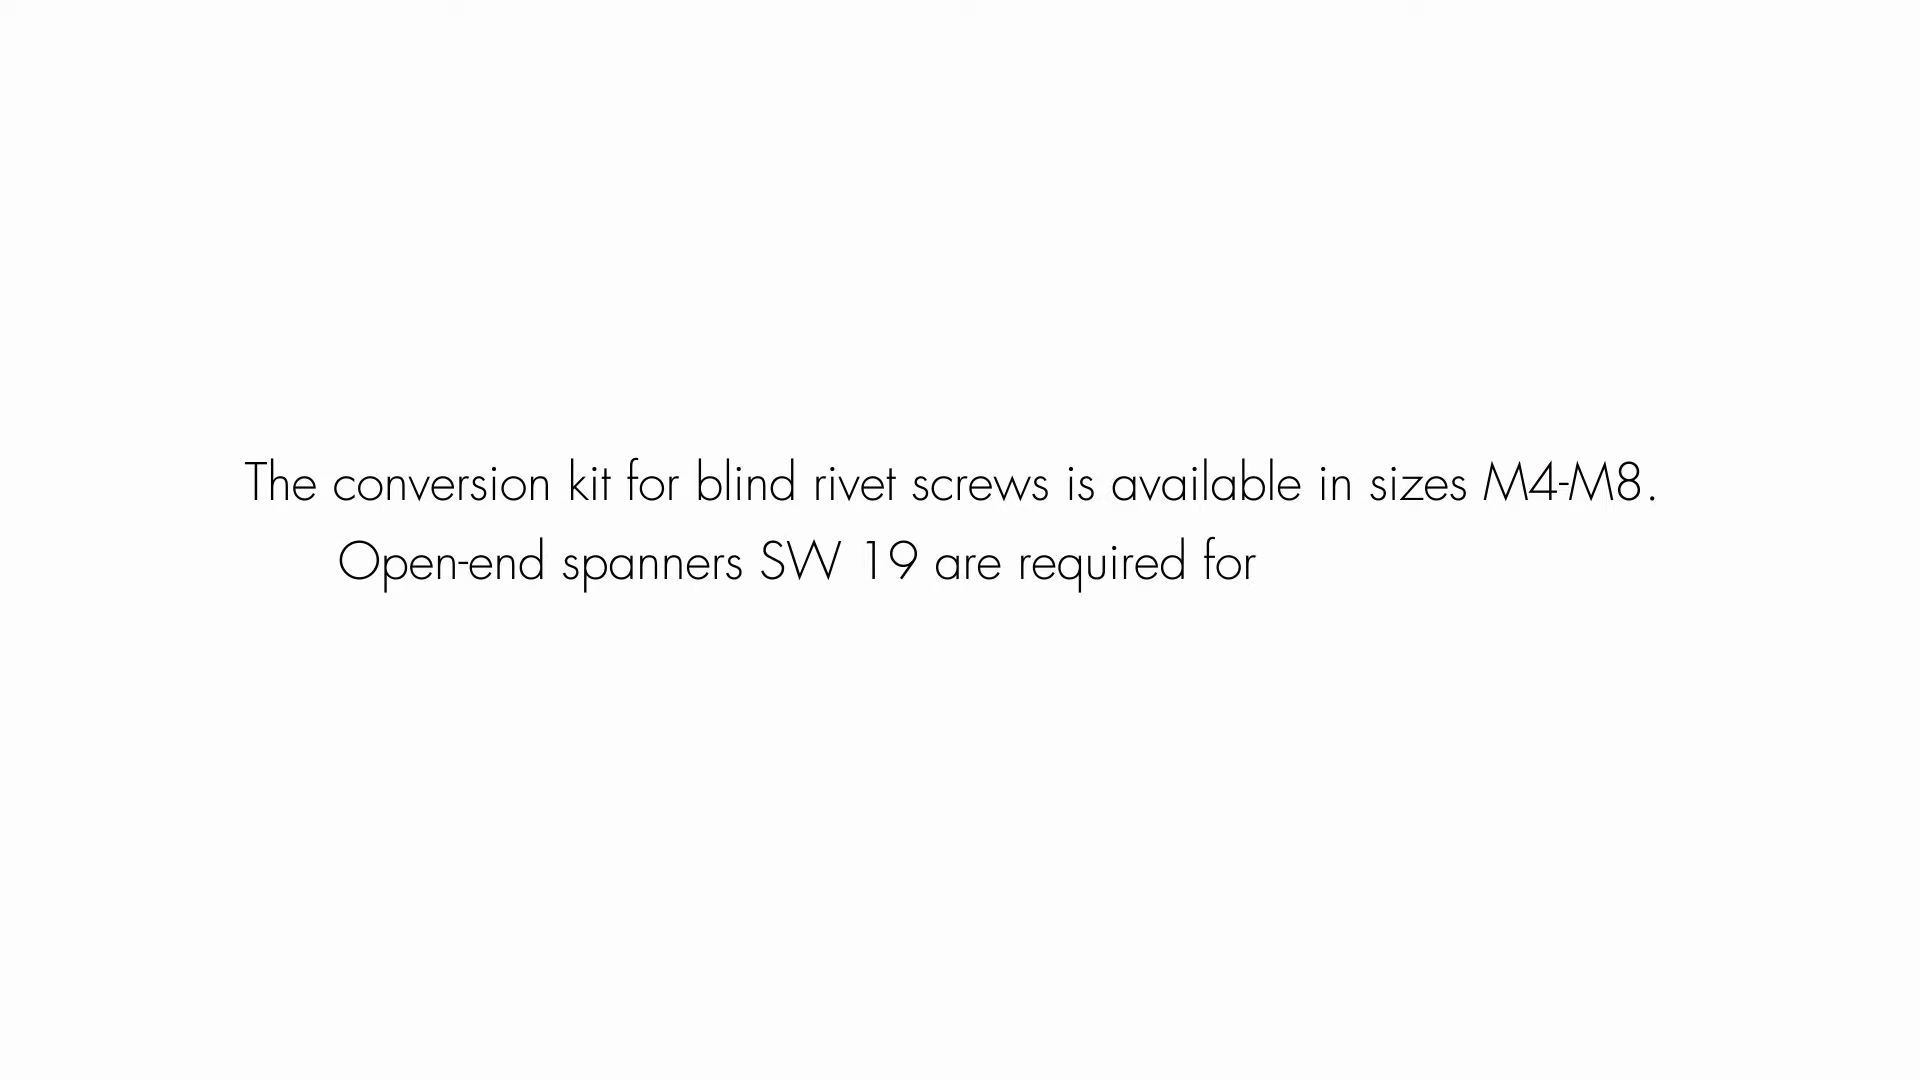 The conversion kit for blind rivet screws is available in sizes M4-M8.
Open-end spanners SW 19 are required for